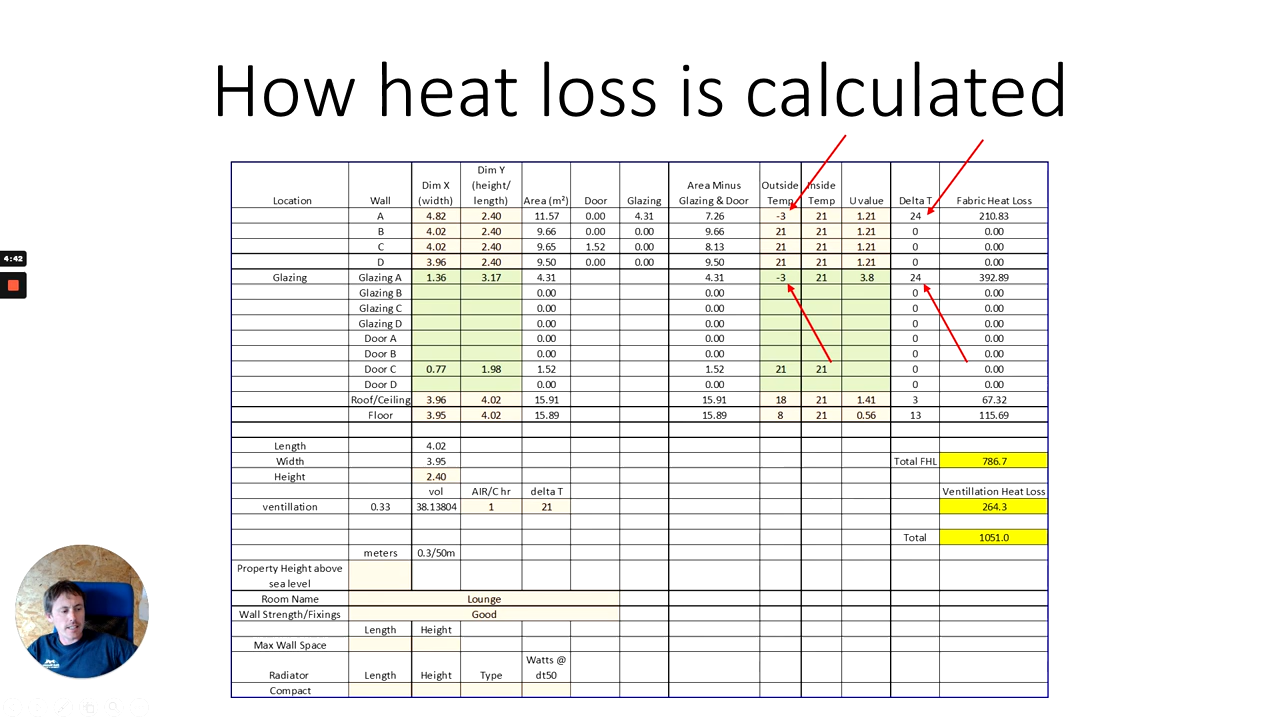 How heat loss is calculated
Location Wall Dim X (width) Dim Y (height/ length) Area (m²) Door Glazing Area Minus Glazing & Door Outside Temp Inside Temp U value Delta T Fabric Heat Loss
A 4.82 2.40 11.57 0.00 4.31 7.26 -3 21 1.21 24 210.83
B 4.02 2.40 9.66 0.00 0.00 9.66 21 21 1.21 0 0.00
C 4.02 2.40 9.65 1.52 0.00 8.13 21 21 1.21 0 0.00
D 3.96 2.40 9.50 0.00 0.00 9.50 21 21 1.21 0 0.00
Glazing Glazing A 1.36 3.17 4.31 4.31 -3 21 3.8 24 392.89
Glazing B 0.00 0.00 0 0.00
Glazing C 0.00 0.00 0 0.00
Glazing D 0.00 0.00 0 0.00
Door A 0.00 0.00 0 0.00
Door B 0.00 0.00 0 0.00
Door C 0.77 1.98 1.52 1.52 21 21 0 0.00
Door D 0.00 0.00 0 0.00
Roof/Ceiling 3.96 4.02 15.91 15.91 18 21 1.41 3 67.32
Floor 3.95 4.02 15.89 15.89 8 21 0.56 13 115.69
Length 4.02
Width 3.95 Total FHL 786.7
Height 2.40
vol AIR/C hr delta T Ventillation Heat Loss
ventillation 0.33 38.13804 1 21 264.3
Total 1051.0
meters 0.3/50m
Property Height above sea level
Room Name Lounge
Wall Strength/Fixings Good
Length Height
Max Wall Space
Radiator Length Height Type Watts @ dt50
Compact
4:42